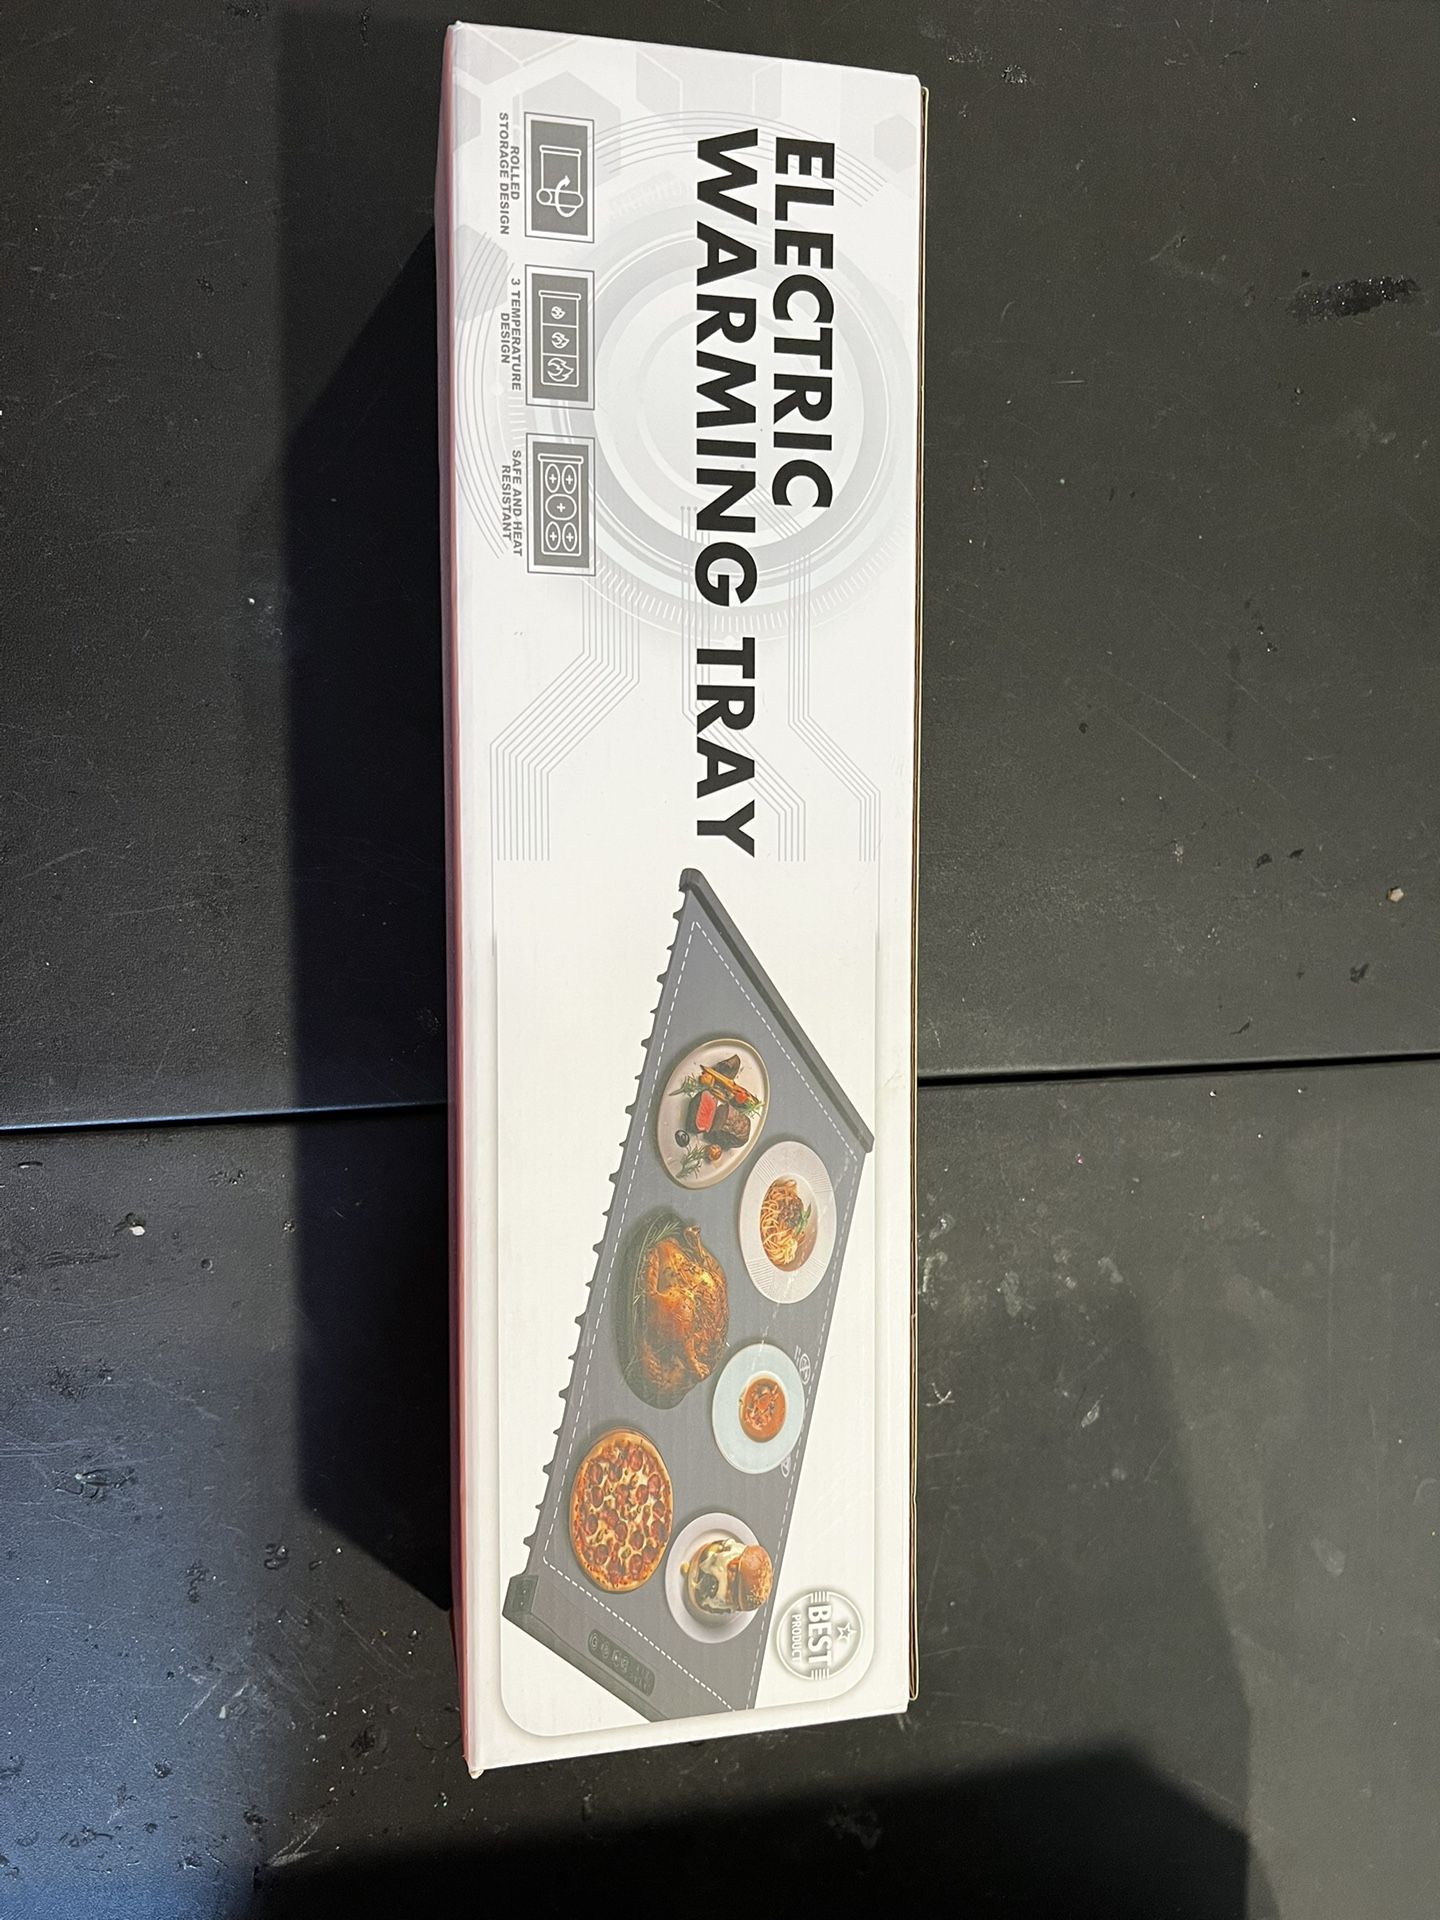 ELECTRIC
WARMING TRAY
ROLLED
STORAGE DESIGN
3 TEMPERATURE
DESIGN
SAFE AND HEAT
RESISTANT
BEST
PRODUCT